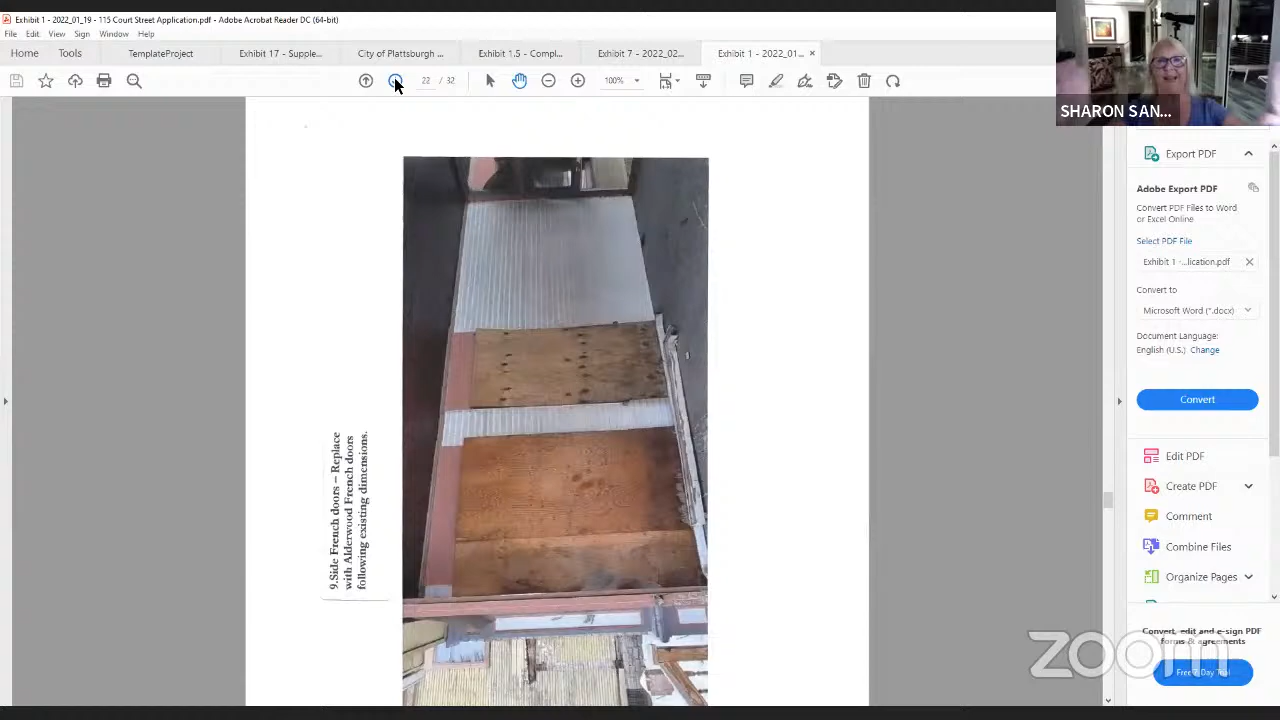 Exhibit 1 - 2022_01_19 - 115 Court Street Application.pdf - Adobe Acrobat Reader DC (64-bit)
File Edit View Sign Window Help
Home Tools TemplateProject Exhibit 17 - Supple... City of Plattsburgh ... Exhibit 1.5 - Compl... Exhibit 7 - 2022_02... Exhibit 1 - 2022_01... ×
22 / 32 100%
SHARON SAN...
Export PDF
Adobe Export PDF
Convert PDF Files to Word
or Excel Online
Select PDF File
Exhibit 1 -...lication.pdf
Convert to
Microsoft Word (*.docx)
Document Language:
English (U.S.) Change
Convert
9.Side French doors – Replace
with Alderwood French doors
following existing dimensions.
Edit PDF
Create PDF
Comment
Combine Files
Organize Pages
Convert, edit and e-sign PDF
forms & agreements
Free 7-Day Trial
zoom